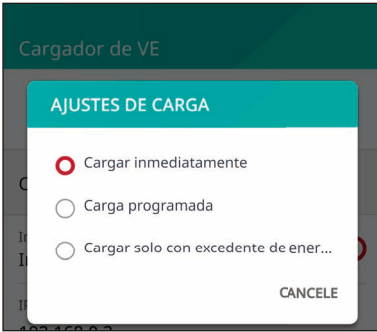 Cargador de VE
AJUSTES DE CARGA
Cargar inmediatamente
Carga programada
Cargar solo con excedente de ener...
CANCELE